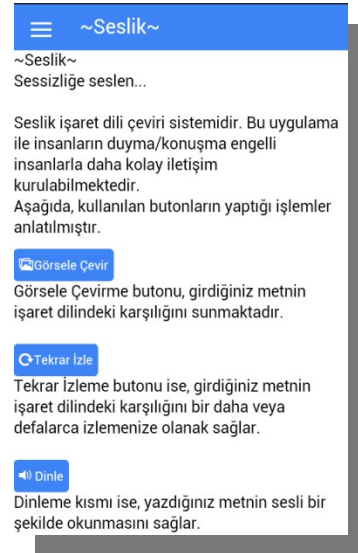 ~Seslik~
~Seslik~
Sessizliğe seslen...
Seslik işaret dili çeviri sistemidir. Bu uygulama
ile insanların duyma/konuşma engelli
insanlarla daha kolay iletişim
kurulabilmektedir.
Aşağıda, kullanılan butonların yaptığı işlemler
anlatılmıştır.
Görsele Çevir
Görsele Çevirme butonu, girdiğiniz metnin
işaret dilindeki karşılığını sunmaktadır.
Tekrar İzle
Tekrar İzleme butonu ise, girdiğiniz metnin
işaret dilindeki karşılığını bir daha veya
defalarca izlemenize olanak sağlar.
Dinle
Dinleme kısmı ise, yazdığınız metnin sesli bir
şekilde okunmasını sağlar.